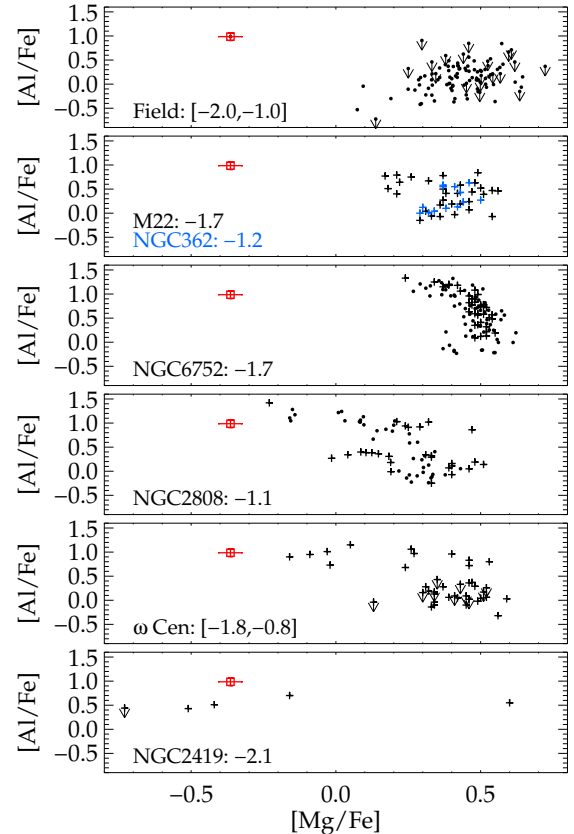 1.5
1.0
0.5
0.0
−0.5
[Al/Fe]
Field: [−2.0,−1.0]
1.5
1.0
0.5
0.0
−0.5
[Al/Fe]
M22: −1.7
NGC362: −1.2
1.5
1.0
0.5
0.0
−0.5
[Al/Fe]
NGC6752: −1.7
1.5
1.0
0.5
0.0
−0.5
[Al/Fe]
NGC2808: −1.1
1.5
1.0
0.5
0.0
−0.5
[Al/Fe]
ω Cen: [−1.8,−0.8]
1.5
1.0
0.5
0.0
−0.5
[Al/Fe]
NGC2419: −2.1
−0.5 0.0 0.5
[Mg/Fe]